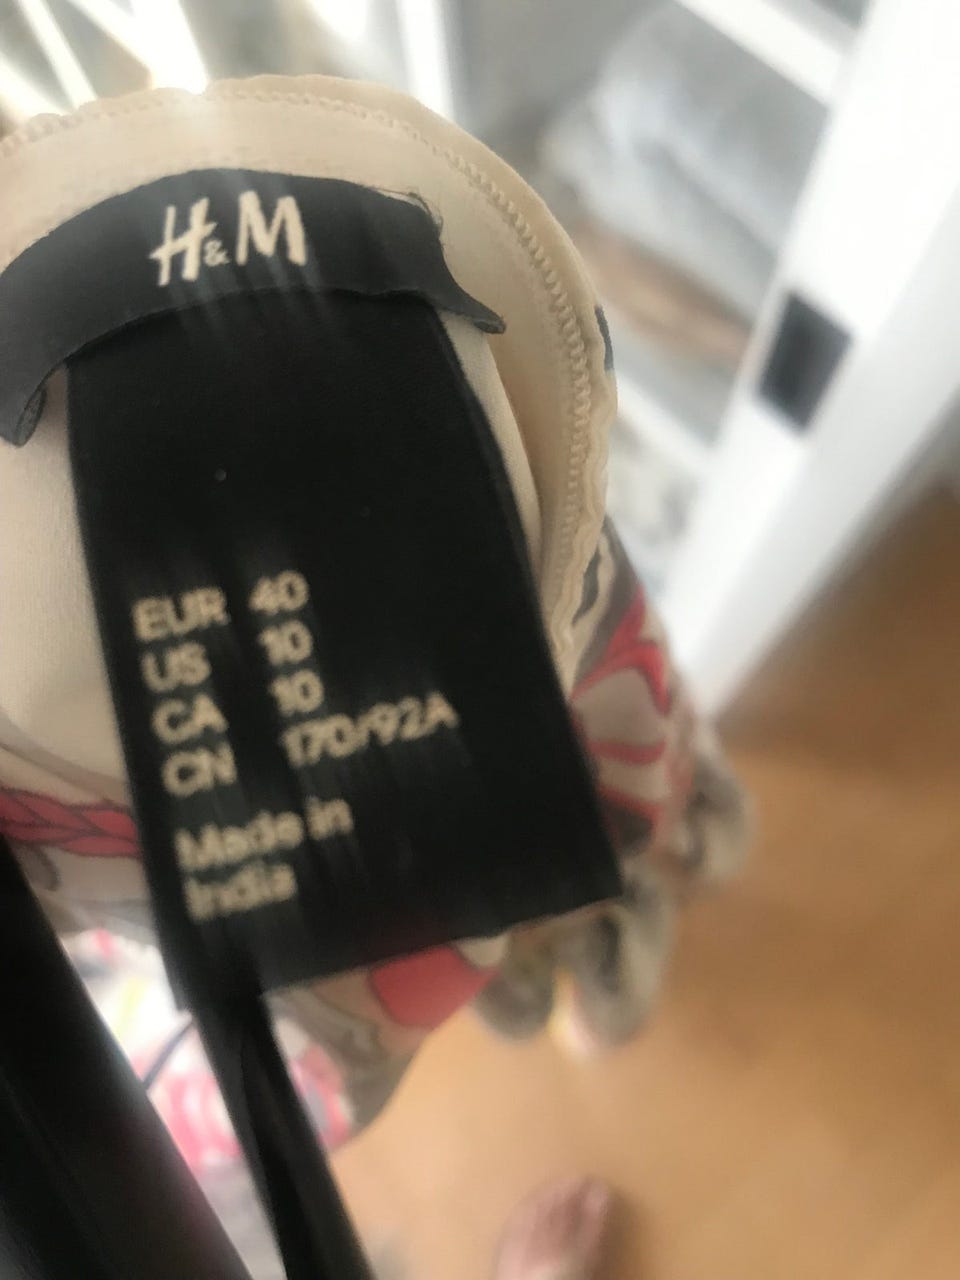 H&M
EUR 40
US 10
CA 10
CN 170/92A
Made in
India